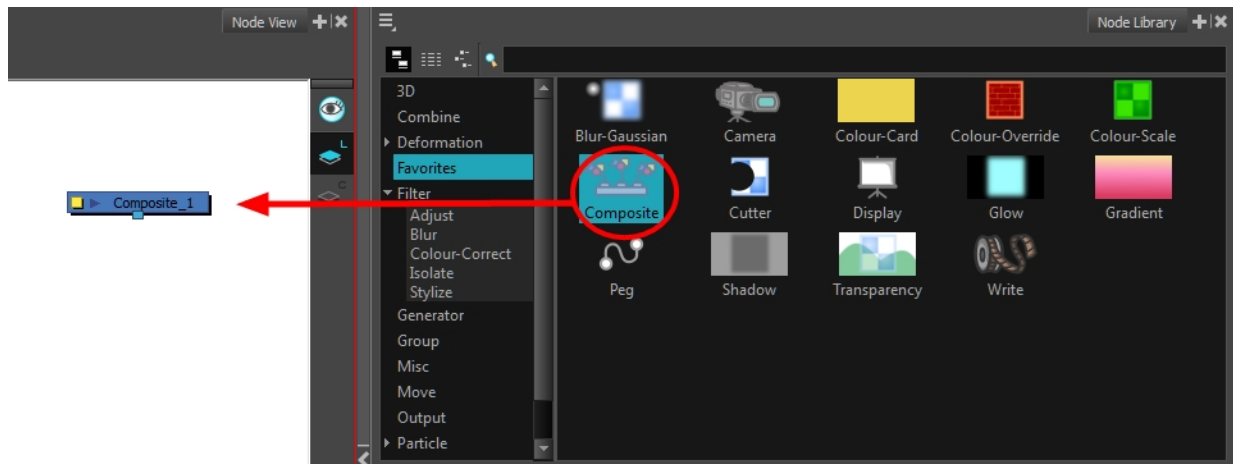 Node View
Node Library
L
C
Composite_1
3D
Combine
Deformation
Favorites
Filter
Adjust
Blur
Colour-Correct
Isolate
Stylize
Generator
Group
Misc
Move
Output
Particle
Blur-Gaussian Camera Colour-Card Colour-Override Colour-Scale
Composite Cutter Display Glow Gradient
Peg Shadow Transparency Write